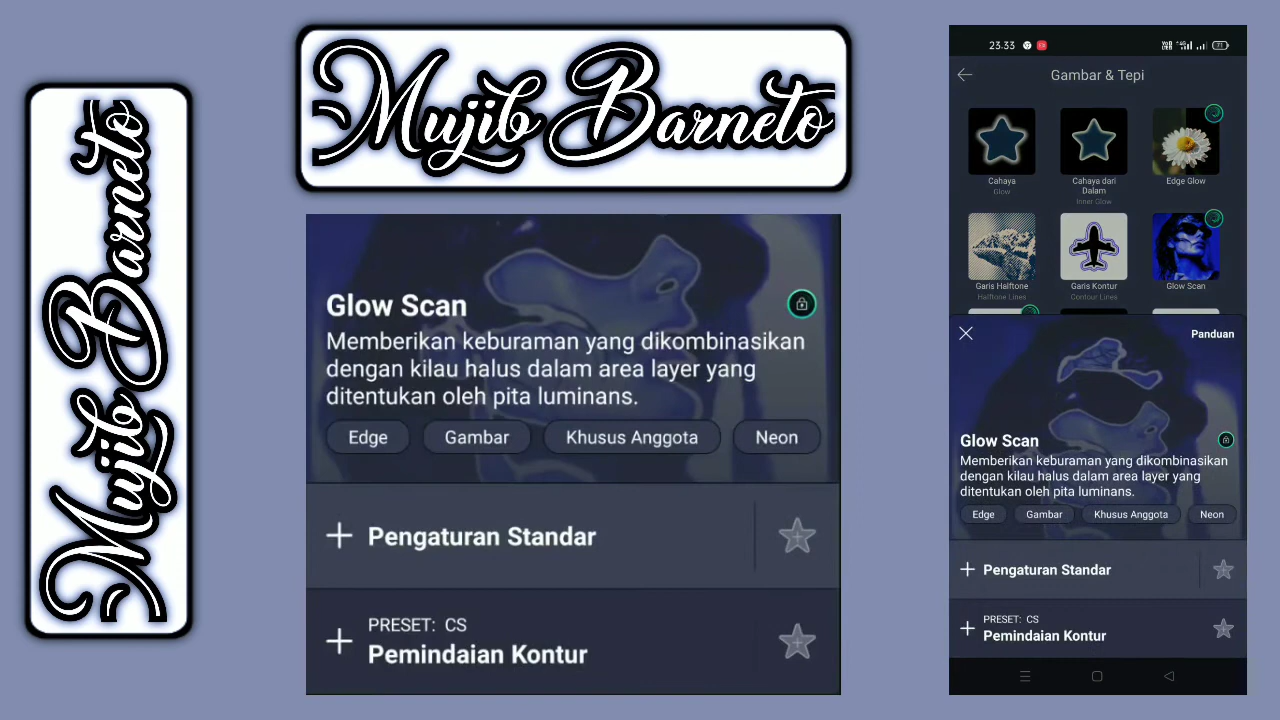 Mujib Barneto
Mujib Barneto
Glow Scan
Memberikan keburaman yang dikombinasikan
dengan kilau halus dalam area layer yang
ditentukan oleh pita luminans.
Edge
Gambar
Khusus Anggota
Neon
Pengaturan Standar
PRESET: CS
Pemindaian Kontur
23.33
Gambar & Tepi
Cahaya
Glow
Cahaya dari
Dalam
Inner Glow
Edge Glow
Garis Halftone
Halftone Lines
Garis Kontur
Contour Lines
Glow Scan
Panduan
Glow Scan
Memberikan keburaman yang dikombinasikan
dengan kilau halus dalam area layer yang
ditentukan oleh pita luminans.
Edge
Gambar
Khusus Anggota
Neon
Pengaturan Standar
PRESET: CS
Pemindaian Kontur